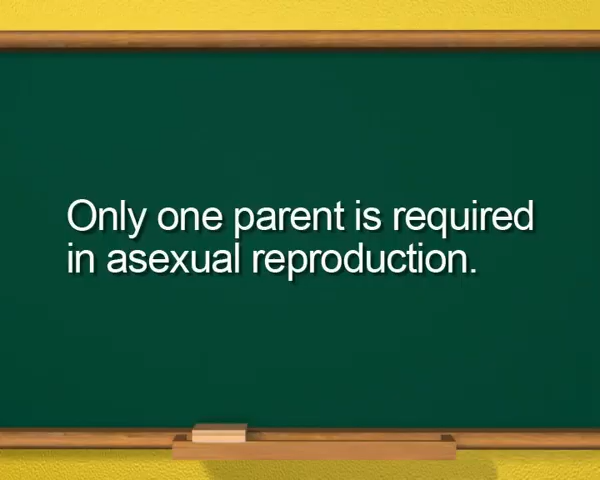 Only one parent is required
in asexual reproduction.